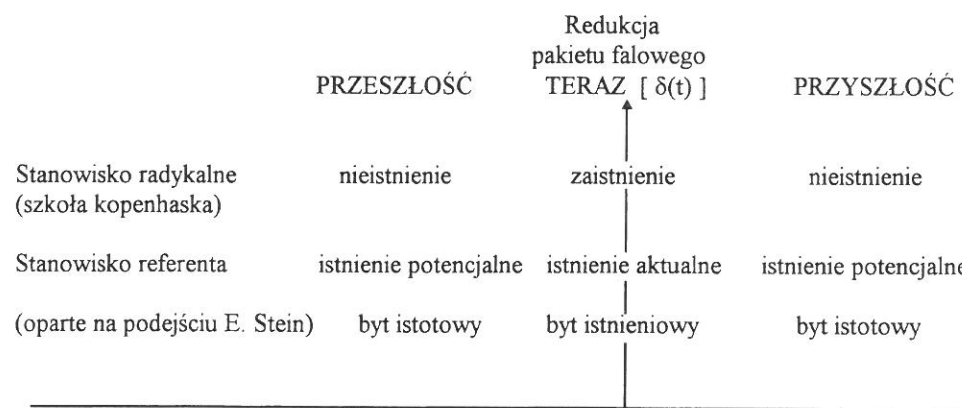 Redukcja
pakietu falowego
PRZESZŁOŚĆ TERAZ [ δ(t) ] PRZYSZŁOŚĆ
Stanowisko radykalne nieistnienie zaistnienie nieistnienie
(szkoła kopenhaska)
Stanowisko referenta istnienie potencjalne istnienie aktualne istnienie potencjalne
(oparte na podejściu E. Stein) byt istotowy byt istnieniowy byt istotowy